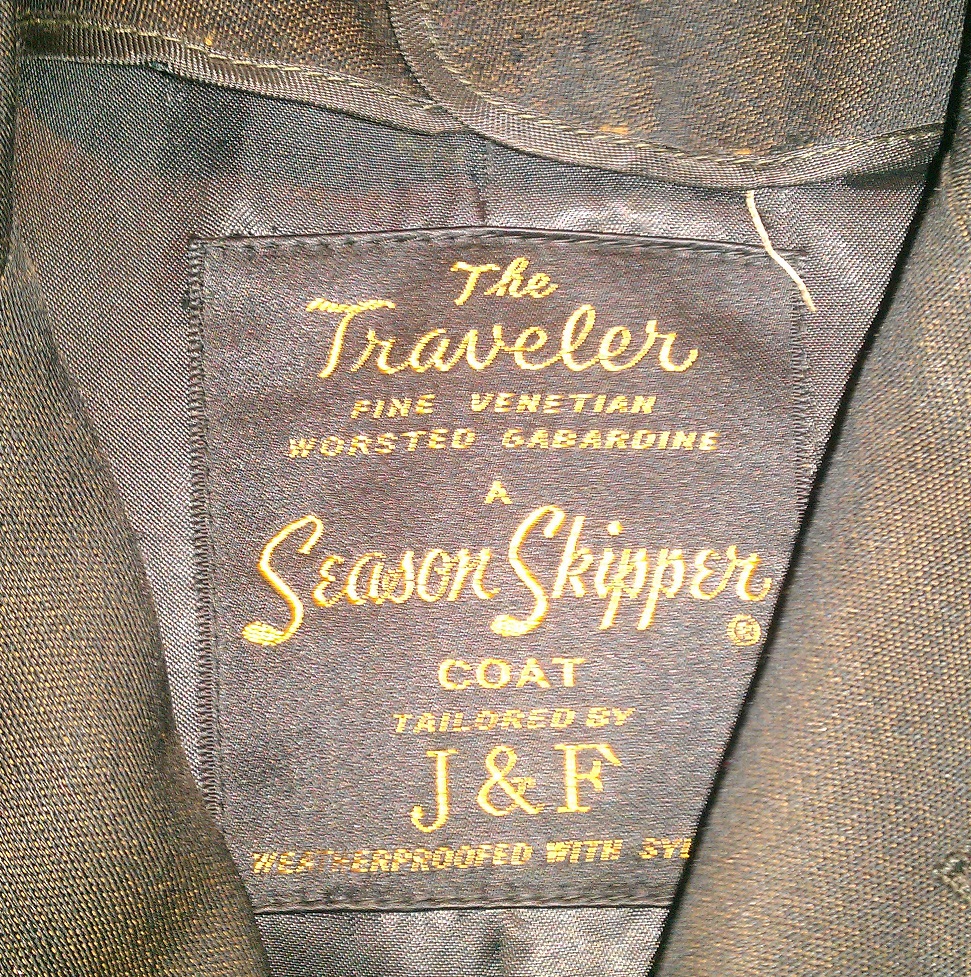 The
Traveler
FINE VENETIAN
WORSTED GABARDINE
A
Season Skipper
®
COAT
TAILORED BY
J & F
WEATHERPROOFED WITH